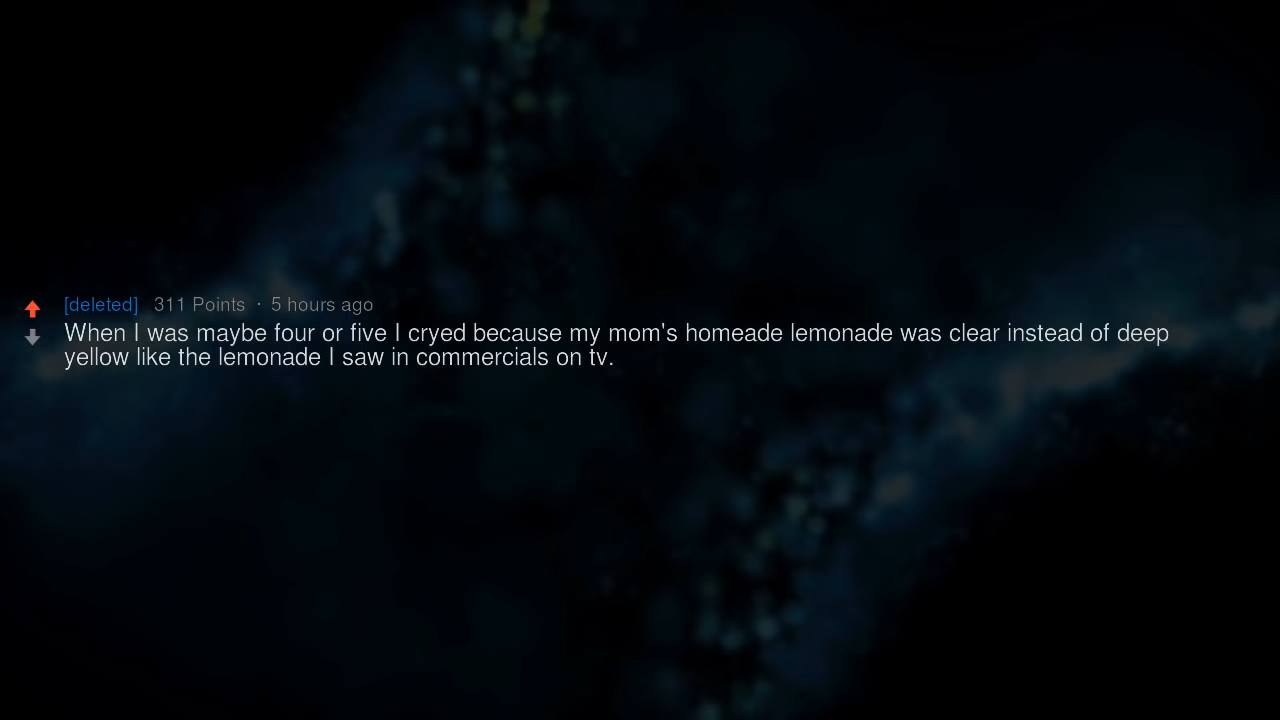 [deleted] 311 Points · 5 hours ago
When I was maybe four or five I cryed because my mom's homeade lemonade was clear instead of deep
yellow like the lemonade I saw in commercials on tv.